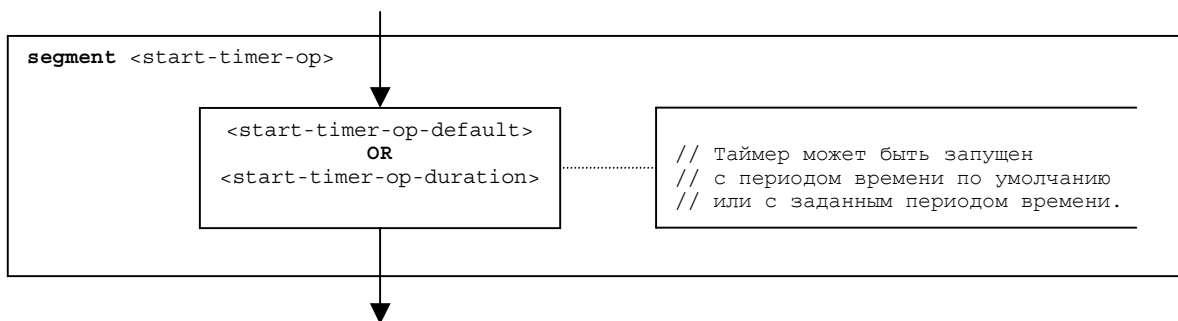 segment <start-timer-op>
<start-timer-op-default>
OR
<start-timer-op-duration>
// Таймер может быть запущен
// с периодом времени по умолчанию
// или с заданным периодом времени.